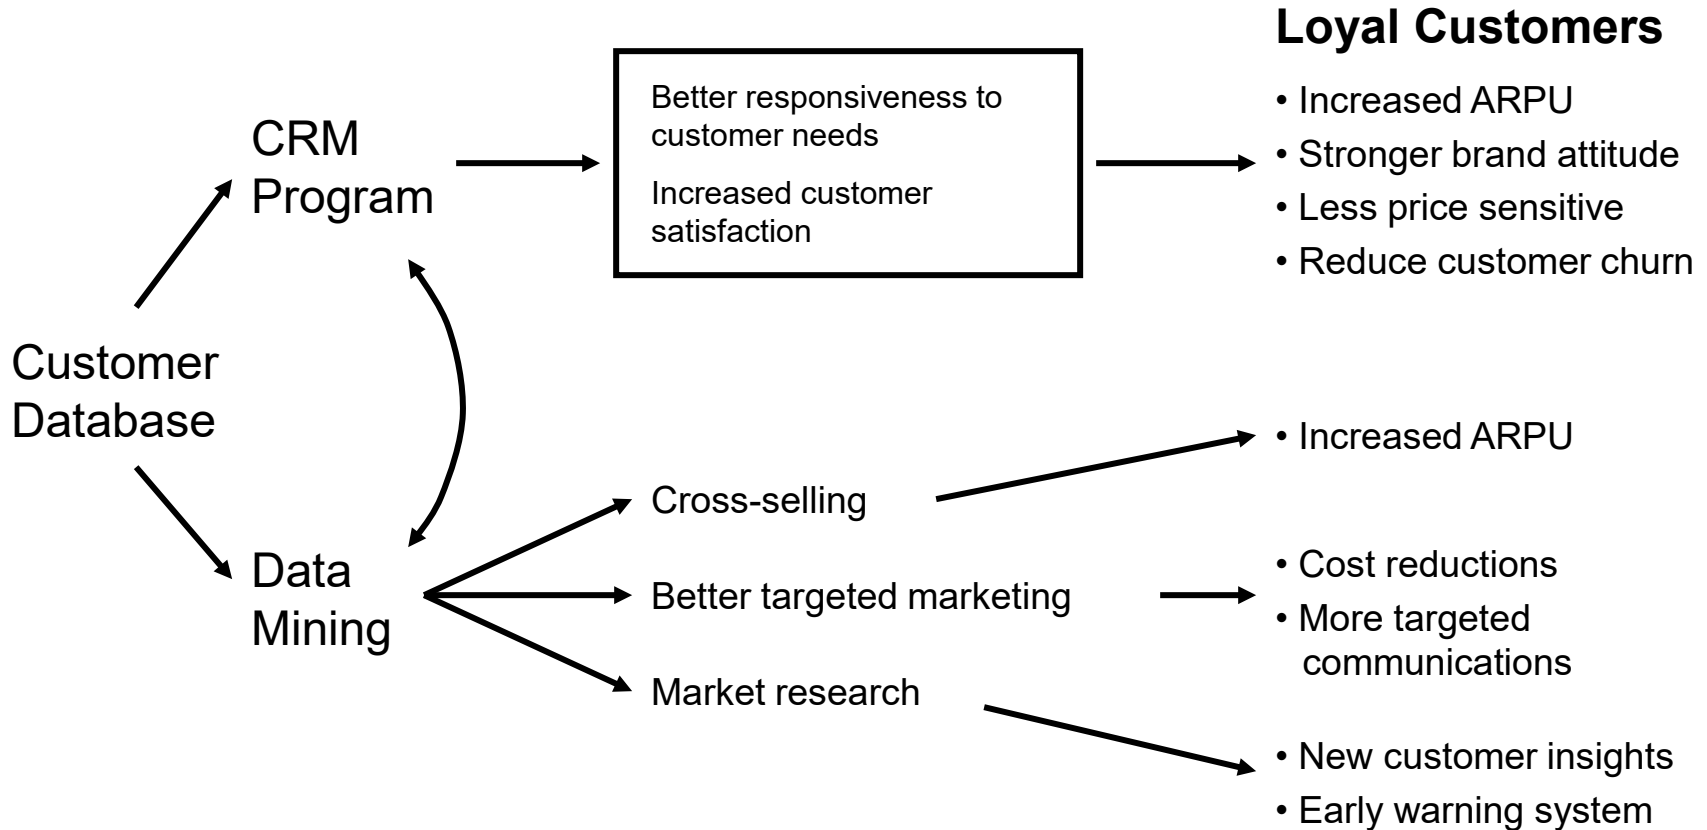 Loyal Customers
• Increased ARPU
• Stronger brand attitude
• Less price sensitive
• Reduce customer churn
Better responsiveness to
customer needs
Increased customer
satisfaction
CRM
Program
Customer
Database
Data
Mining
Cross-selling
• Increased ARPU
Better targeted marketing
• Cost reductions
• More targeted
communications
Market research
• New customer insights
• Early warning system